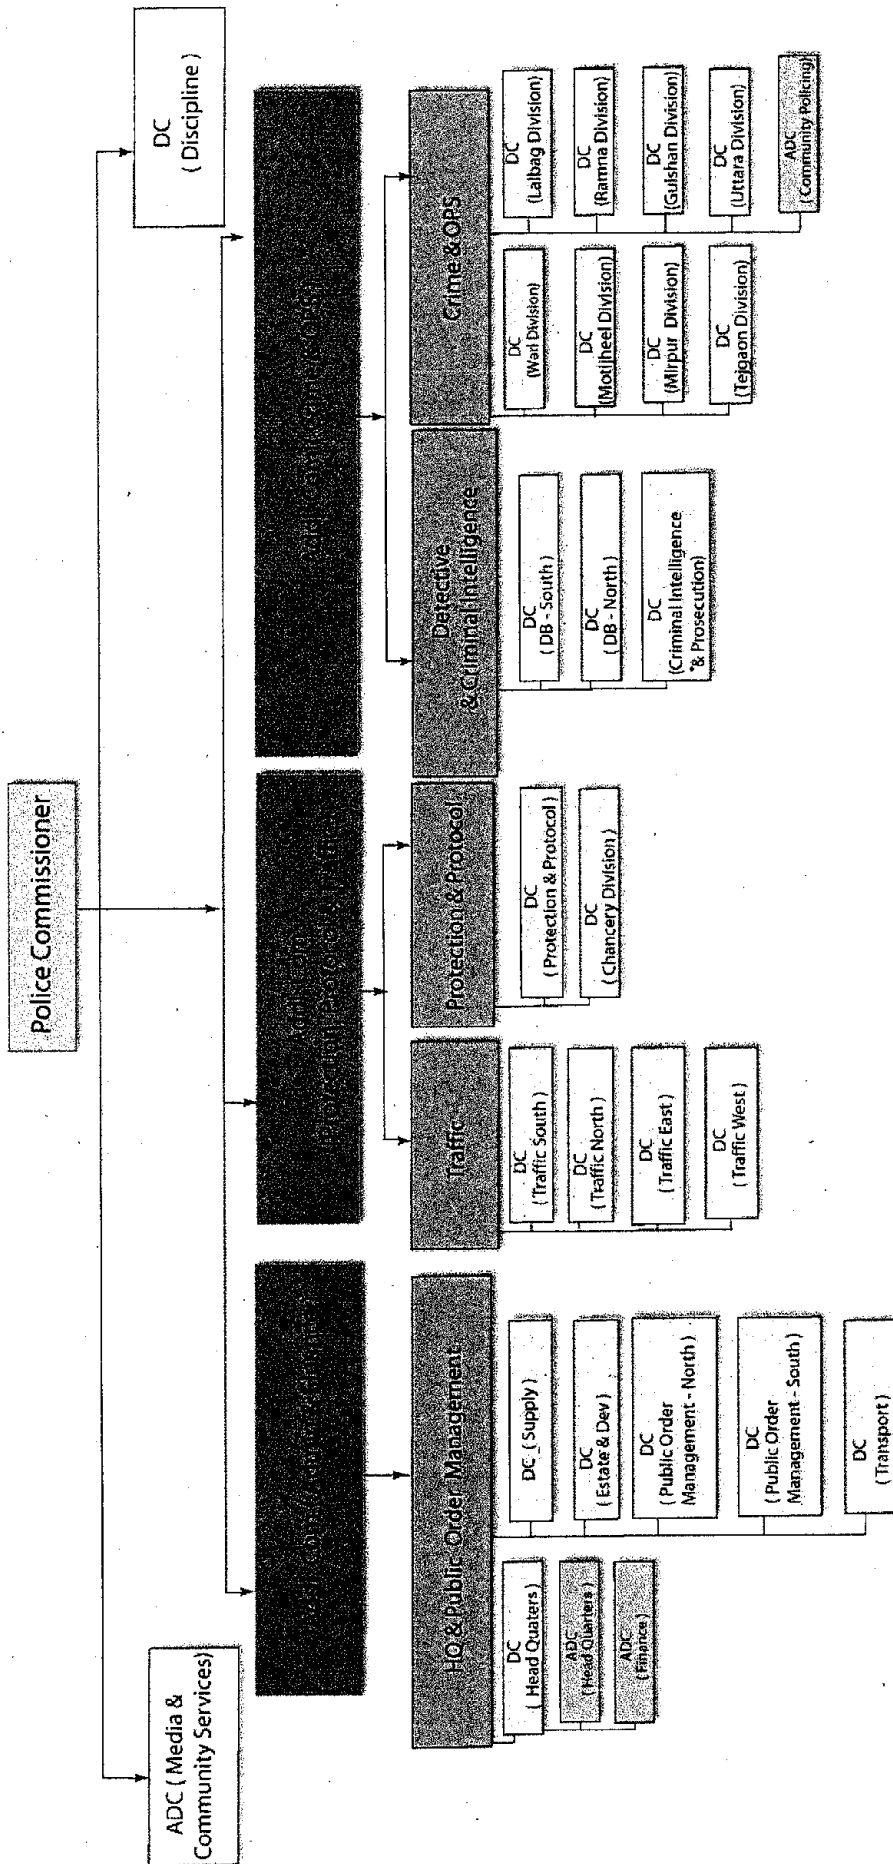 Police Commissioner
ADC ( Media &
Community Services)
DC
( Discipline )
HQ & Public Order Management
Traffic
Protection & Protocol
Detective
& Criminal Intelligence
Crime & OPS
DC
( Head Quaters )
ADC
( Head Quarters )
ADC
( Finance )
DC ( Supply )
DC
( Estate & Dev )
DC
( Public Order
Management - North )
DC
( Public Order
Management - South )
DC
( Transport )
DC
( Traffic South )
DC
( Traffic North )
DC
( Traffic East )
DC
( Traffic West )
DC
( Protection & Protocol )
DC
( Chancery Division )
DC
( DB - South )
DC
( DB - North )
DC
(Criminal Intelligence
& Prosecution)
DC
(Wari Division)
DC
(Motijheel Division)
DC
(Mirpur Division)
DC
(Tejgaon Division)
DC
(Lalbag Division)
DC
(Ramna Division)
DC
(Gulshan Division)
DC
(Uttara Division)
ADC
( Community Policing)